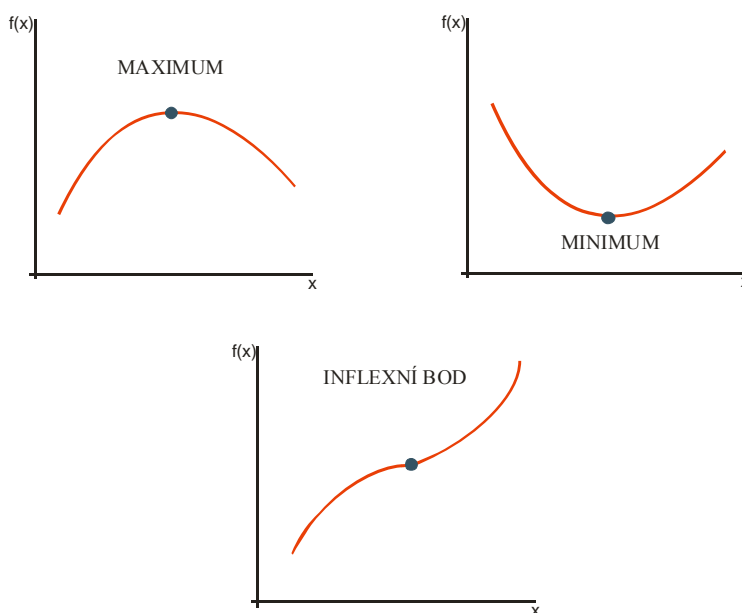 f(x)
MAXIMUM
x
f(x)
MINIMUM
f(x)
INFLEXNÍ BOD
x